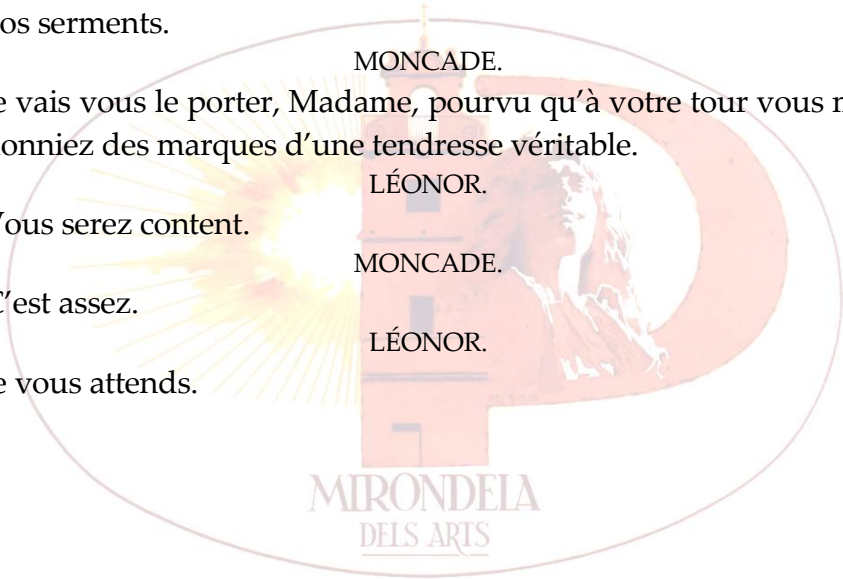 os serments.
MONCADE.
e vais vous le porter, Madame, pourvu qu'à votre tour vous
onniez des marques d'une tendresse véritable.
LÉONOR.
Vous serez content.
MONCADE.
C'est assez.
LÉONOR.
e vous attends.
MIRONDELA
DELS ARTS